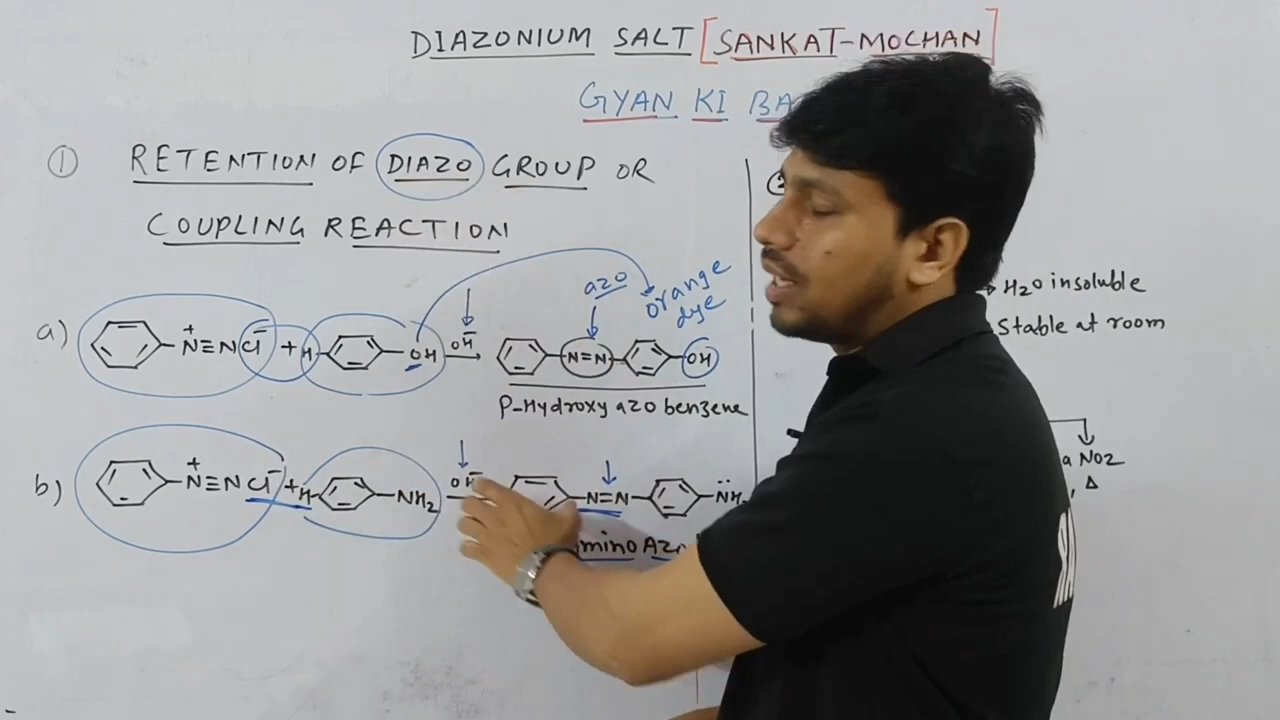 DIAZONIUM SALT [SANKAT-MOCHAN]
GYAN KI
① RETENTION OF DIAZO GROUP OR
COUPLING REACTION
azo
orange
dye
a) N⁺≡NCl⁻ + H OH OH⁻ N=N OH
P-Hydroxy azo benzene
b) N⁺≡NCl⁻ + H NH₂ OH⁻ N=N
mino
H₂O insoluble
Stable at room
NO₂
, Δ